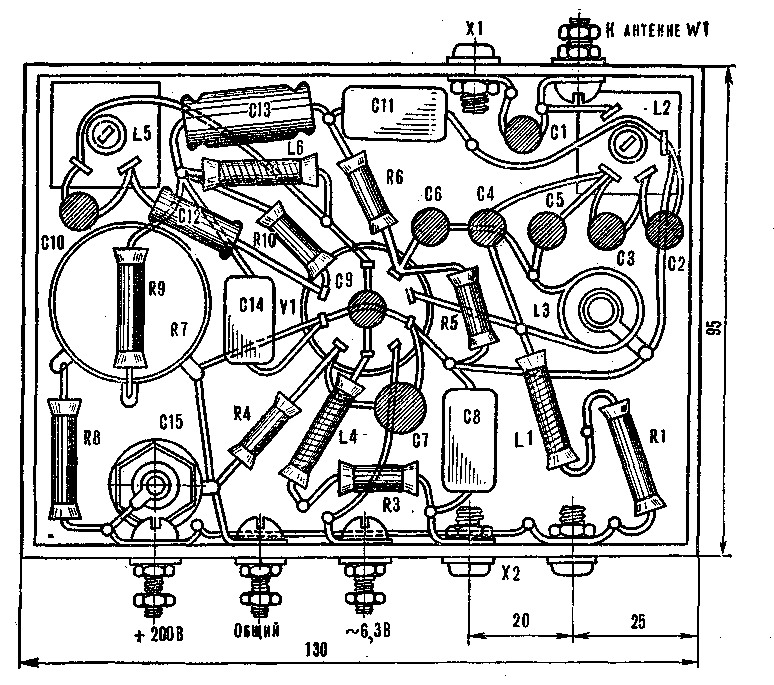 X1
К АНТЕННЕ W1
C13
C11
L2
L5
C1
L6
R6
C6
C4
C5
C12
C10
R10
C3
C2
C9
R9
V1
L3
C14
R5
R7
C15
R4
C8
R8
L4
C7
L1
R1
R3
95
X2
+ 200В
ОБЩИЙ
~6,3В
20
25
130